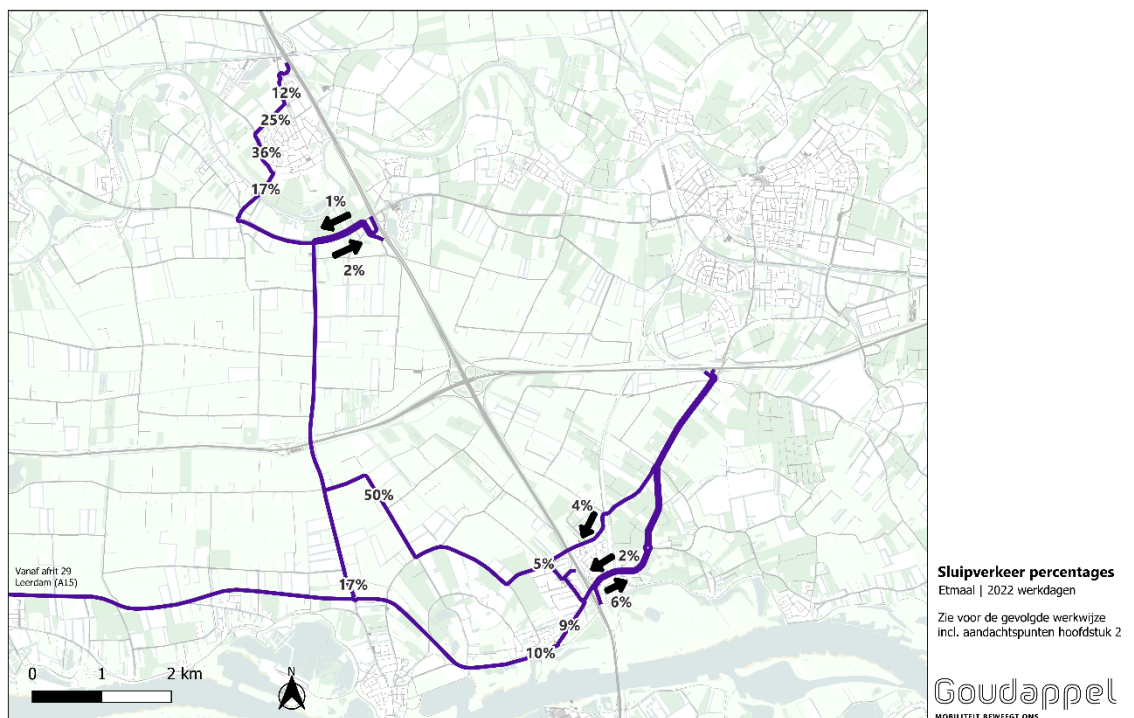 12%
25%
36%
17%
1%
2%
50%
4%
5%
2%
6%
17%
9%
10%
Vanaf afrit 29
Leerdam (A15)
0 1 2 km
N
Sluipverkeer percentages
Etmaal | 2022 werkdagen
Zie voor de gevolgde werkwijze
incl. aandachtspunten hoofdstuk 2
Goudappel
MOBILITEIT BEWEEGT ONS